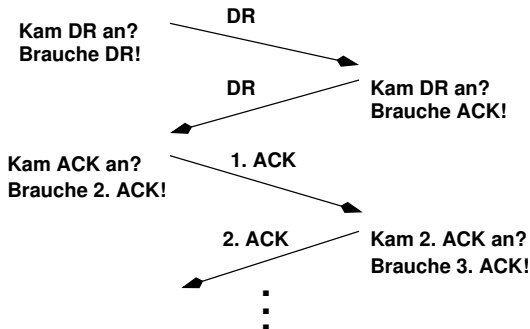 DR
Kam DR an?
Brauche DR!
DR
Kam DR an?
Brauche ACK!
Kam ACK an?
Brauche 2. ACK!
1. ACK
2. ACK
Kam 2. ACK an?
Brauche 3. ACK!